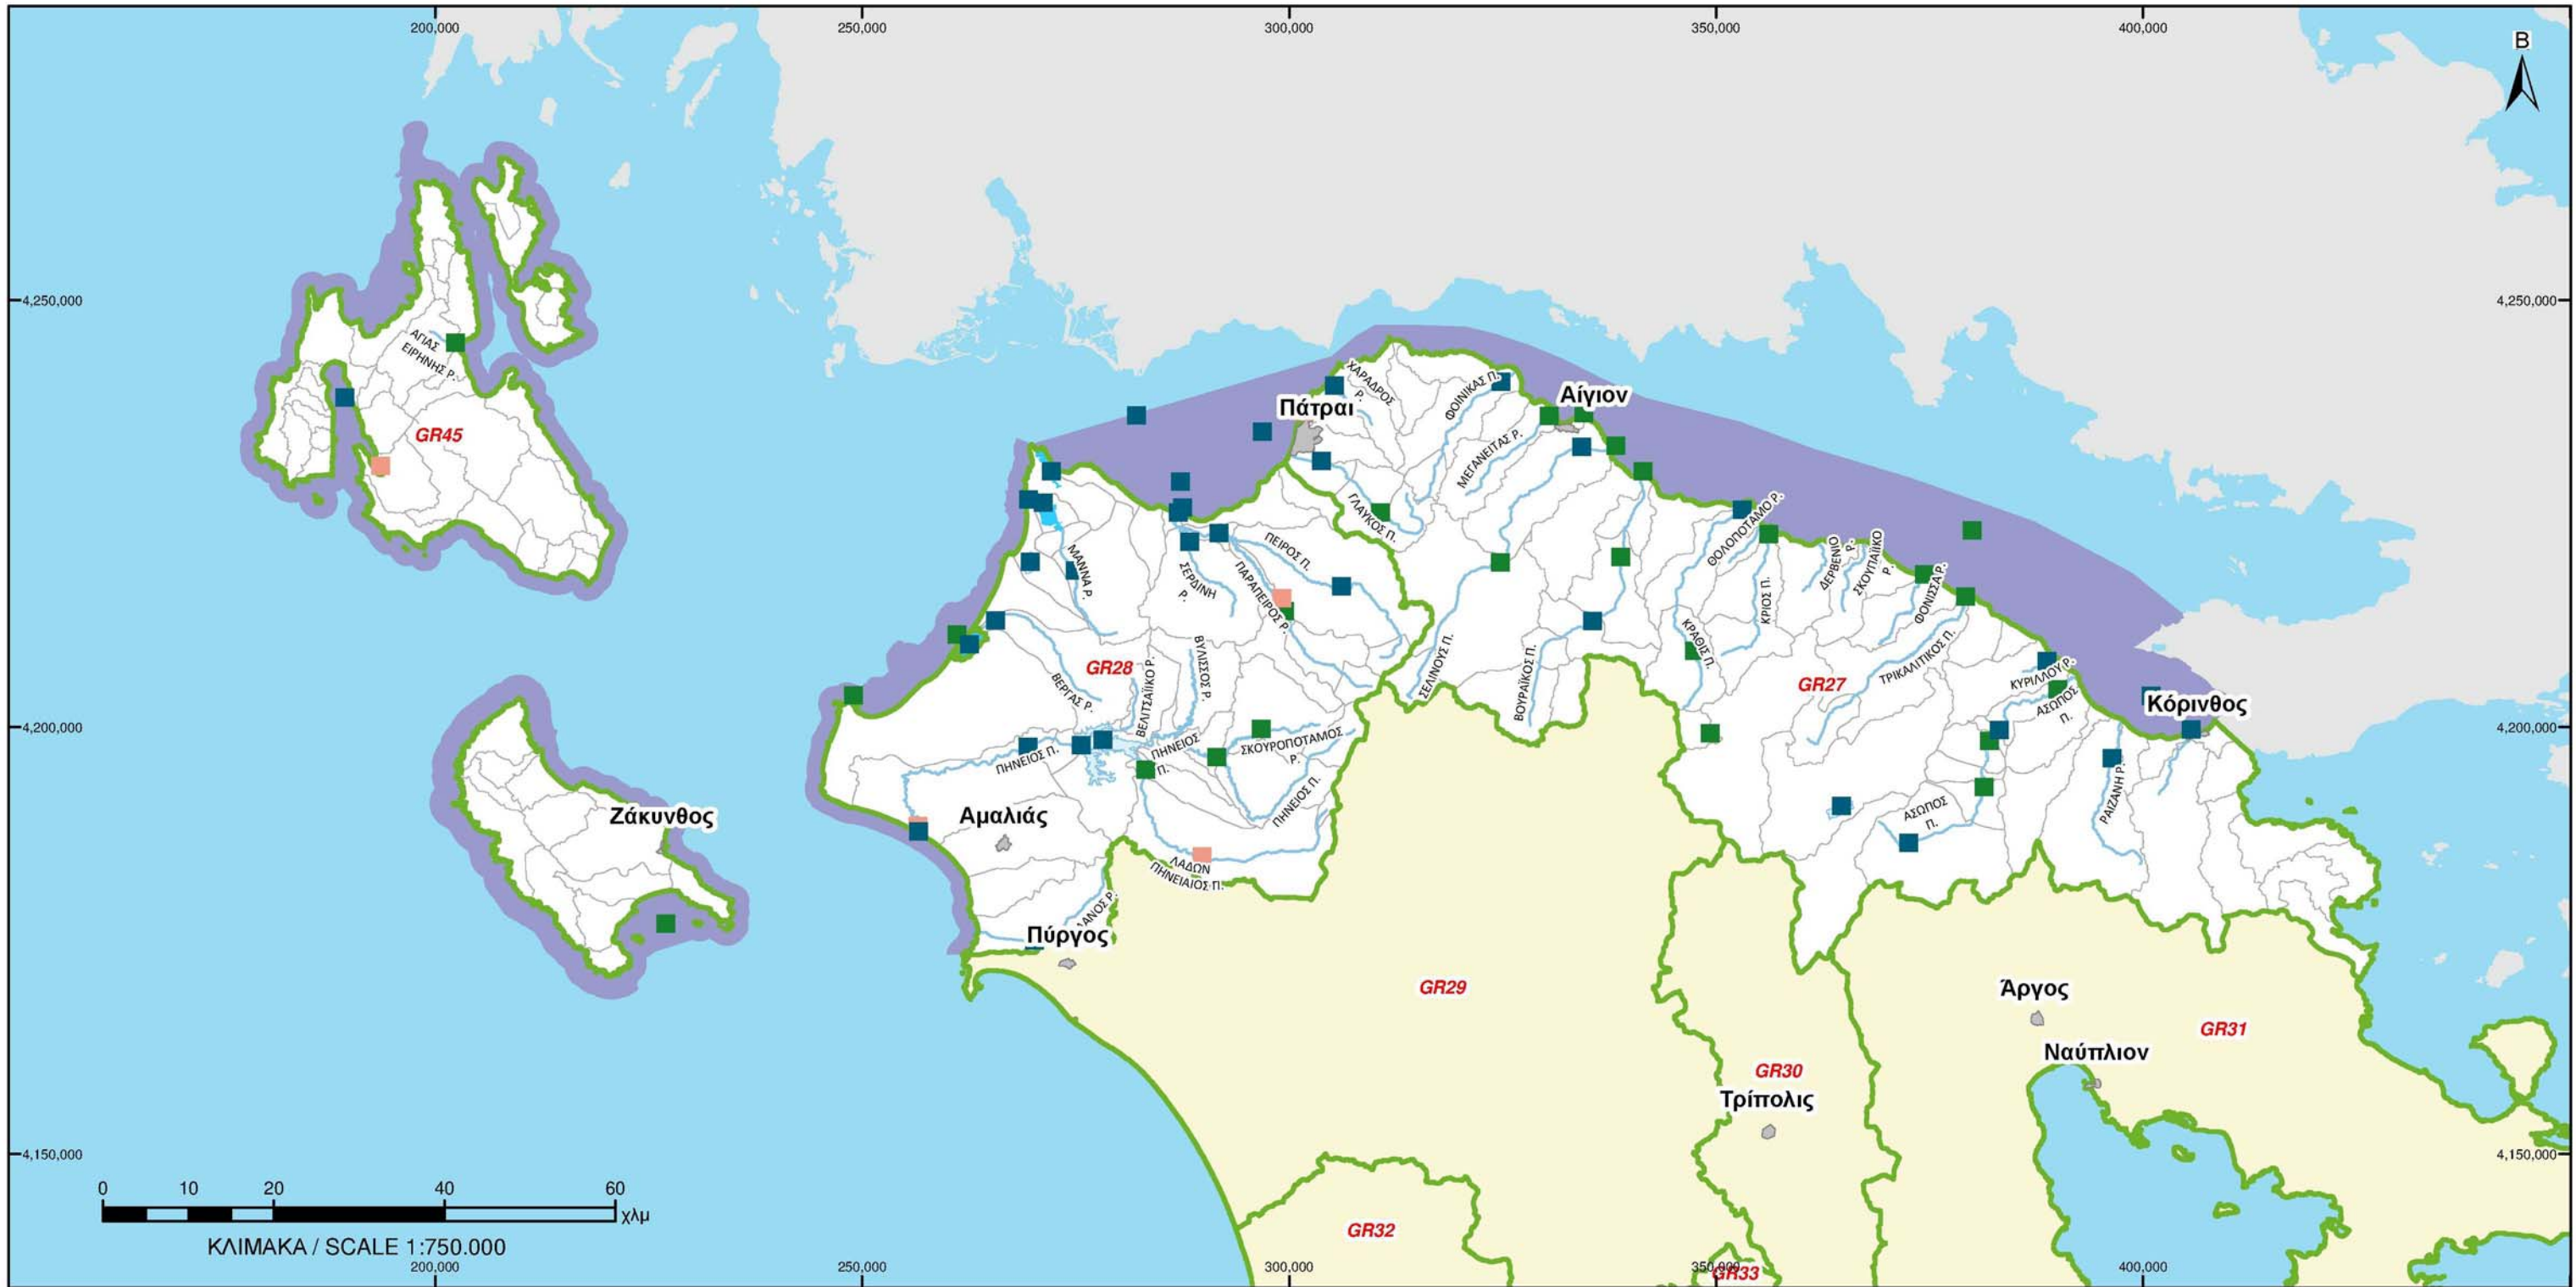 200,000
250,000
300,000
350,000
400,000
Β
4,250,000
4,250,000
ΑΓΙΑΣ
ΕΙΡΗΝΗΣ Ρ.
GR45
ΧΑΡΑΔΡΟΣ
Ρ.
Πάτραι
ΦΟΙΝΙΚΑΣ Π.
Αίγιον
ΜΕΓΑΝΕΙΤΑΣ Ρ.
ΓΛΑΥΚΟΣ Π.
ΘΟΛΟΠΟΤΑΜΟ Ρ.
ΠΕΙΡΟΣ Π.
ΜΑΝΝΑ Ρ.
ΣΕΡΔΙΝΗ
Ρ.
ΠΑΡΑΠΕΙΡΟΣ Ρ.
ΔΕΡΒΕΝΙΟ
Ρ.
ΣΚΟΥΠΑΙΪΚΟ
Ρ.
ΦΟΝΙΣΣΑ Ρ.
ΚΡΙΟΣ Π.
ΚΡΑΘΙΣ Π.
ΣΕΛΙΝΟΥΣ Π.
ΒΟΥΡΑΪΚΟΣ Π.
GR28
GR27
ΤΡΙΚΑΛΙΤΙΚΟΣ Π.
ΚΥΡΙΛΛΟΥ Ρ.
ΑΣΩΠΟΣ
Π.
Κόρινθος
ΒΕΡΓΑΣ Ρ.
ΒΕΛΙΤΣΑΪΙΚΟ Ρ.
ΒΥΛΙΣΣΟΣ Ρ.
4,200,000
4,200,000
ΠΗΝΕΙΟΣ Π.
ΠΗΝΕΙΟΣ
Π.
ΣΚΟΥΡΟΠΟΤΑΜΟΣ
Ρ.
ΠΗΝΕΙΟΣ Π.
ΡΑΙΖΑΝΗ Ρ.
ΑΣΩΠΟΣ
Π.
Ζάκυνθος
Αμαλιάς
ΛΑΔΩΝ
ΠΗΝΕΙΑΙΟΣ Π.
ΑΝΟΣ Ρ.
Πύργος
GR29
Άργος
GR31
Ναύπλιον
GR30
Τρίπολις
4,150,000
4,150,000
0 10 20 40 60
χλμ
ΚΛΙΜΑΚΑ / SCALE 1:750.000
GR32
GR33
200,000
250,000
300,000
350,000
400,000